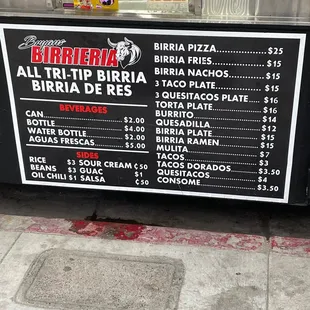 BIRRIERIA
ALL TRI-TIP BIRRIA
BIRRIA DE RES
BEVERAGES
CAN $2.00
BOTTLE $4.00
WATER BOTTLE $2.00
AGUAS FRESCAS $5.00
SIDES
RICE $3 SOUR CREAM ¢50
BEANS $3 GUAC $1
OIL CHILI $1 SALSA ¢50
BIRRIA PIZZA $25
BIRRIA FRIES $15
BIRRIA NACHOS $15
3 TACO PLATE $15
3 QUESITACOS PLATE $16
TORTA PLATE $16
BURRITO $14
QUESADILLA $12
BIRRIA PLATE $15
BIRRIA RAMEN $15
MULITA $7
TACOS $3
TACOS DORADOS $3.50
QUESITACOS $4
CONSOME $3.50